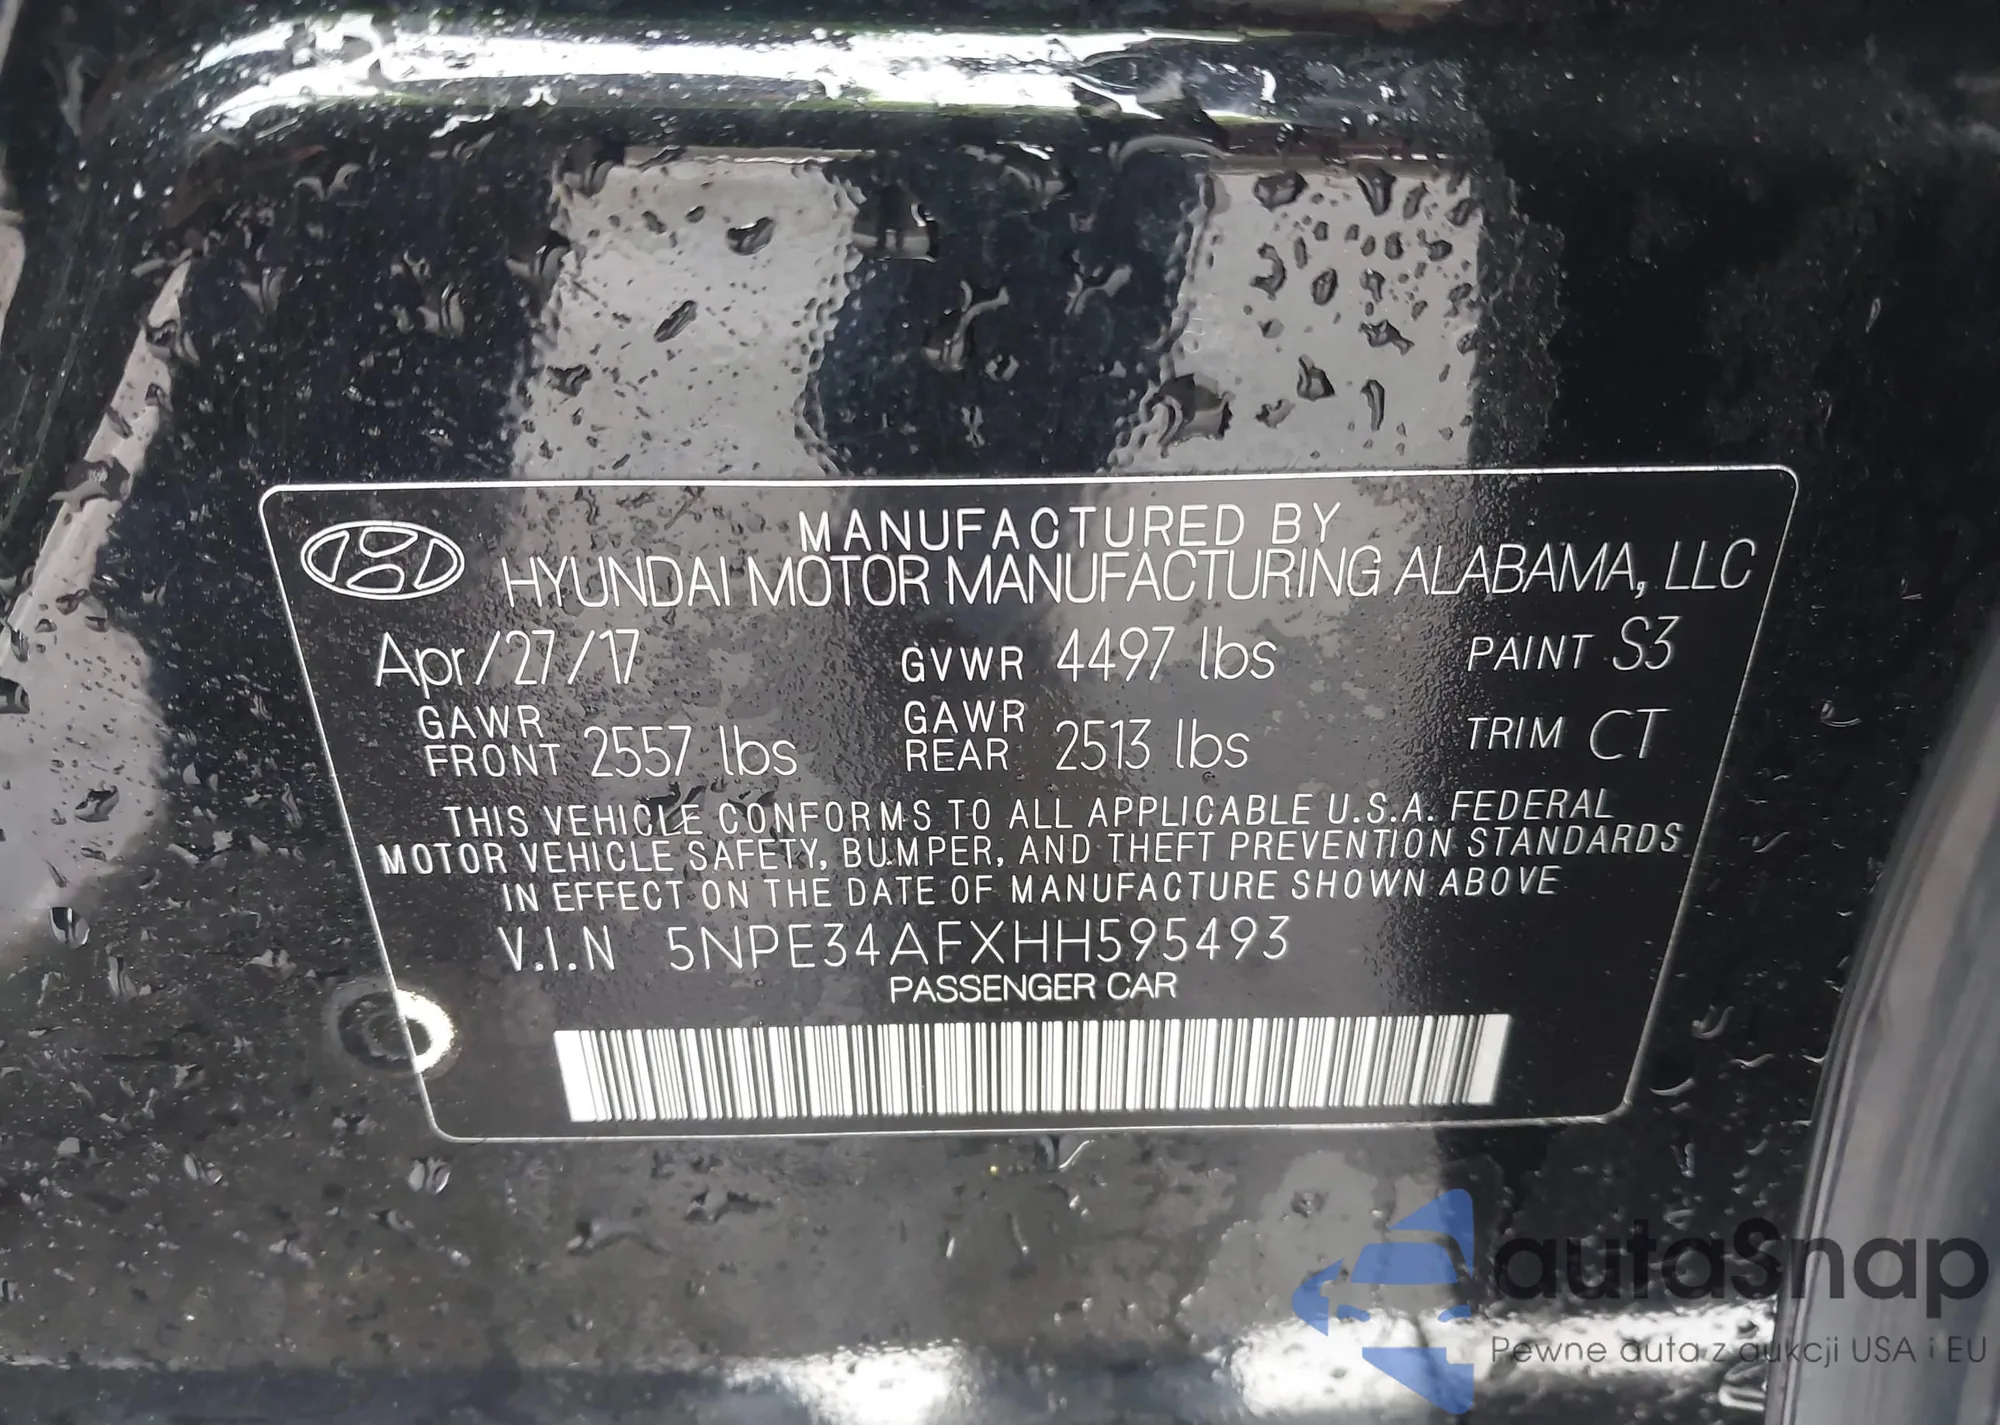 MANUFACTURED BY
HYUNDAI MOTOR MANUFACTURING ALABAMA, LLC
Apr/27/17 GVWR 4497 lbs PAINT S3
GAWR FRONT 2557 lbs GAWR REAR 2513 lbs TRIM CT
THIS VEHICLE CONFORMS TO ALL APPLICABLE U.S.A. FEDERAL
MOTOR VEHICLE SAFETY, BUMPER, AND THEFT PREVENTION STANDARDS
IN EFFECT ON THE DATE OF MANUFACTURE SHOWN ABOVE
V.I.N 5NPE34AFXHH595493
PASSENGER CAR
autaSnap
Pewne auta z aukcji USA i EU